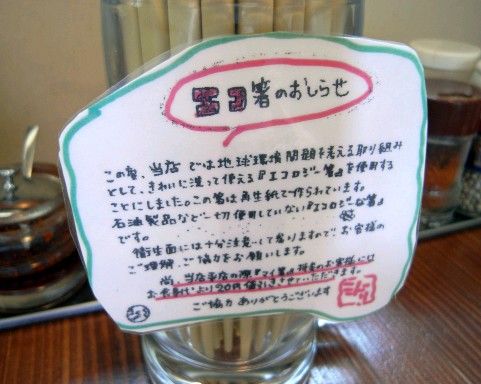 エコ箸のおしらせ
この度、当店では地球環境問題を考える取り組み
として、きれいに洗って使える『エコロジー箸』を使用する
ことにしました。この箸は再生紙で作られています。
石油製品など一切使用していない『エコロジーな箸』
です。
衛生面には十分注意して居りますので、お客様の
ご理解、ご協力をお願いします。
尚、当店来店の際『マイ箸』持参のお客様には
お会計より20円値引きさせていただきます。
ご協力ありがとうございます